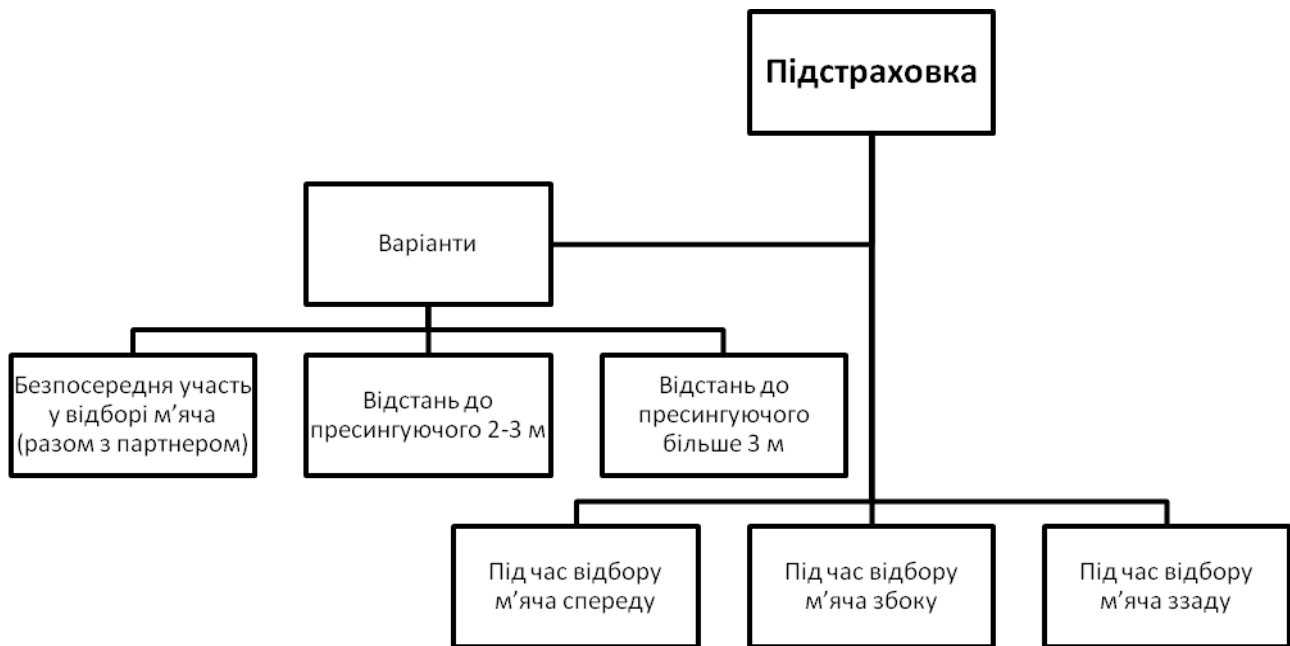 Підстраховка
Варіанти
Безпосередня участь
у відборі м’яча
(разом з партнером)
Відстань до
пресингуючого 2-3 м
Відстань до
пресингуючого
більше 3 м
Під час відбору
м’яча спереду
Під час відбору
м’яча збоку
Під час відбору
м’яча ззаду